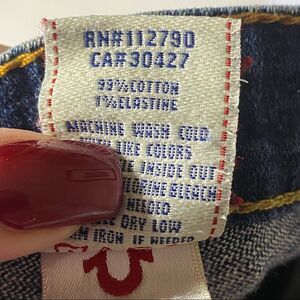 RN#112790
CA#30427
99%COTTON
1%ELASTINE
MACHINE WASH COLD
LIKE COLORS
INSIDE OUT
BLEACH
NEEDED
DRY LOW
IRON IF NEEDED